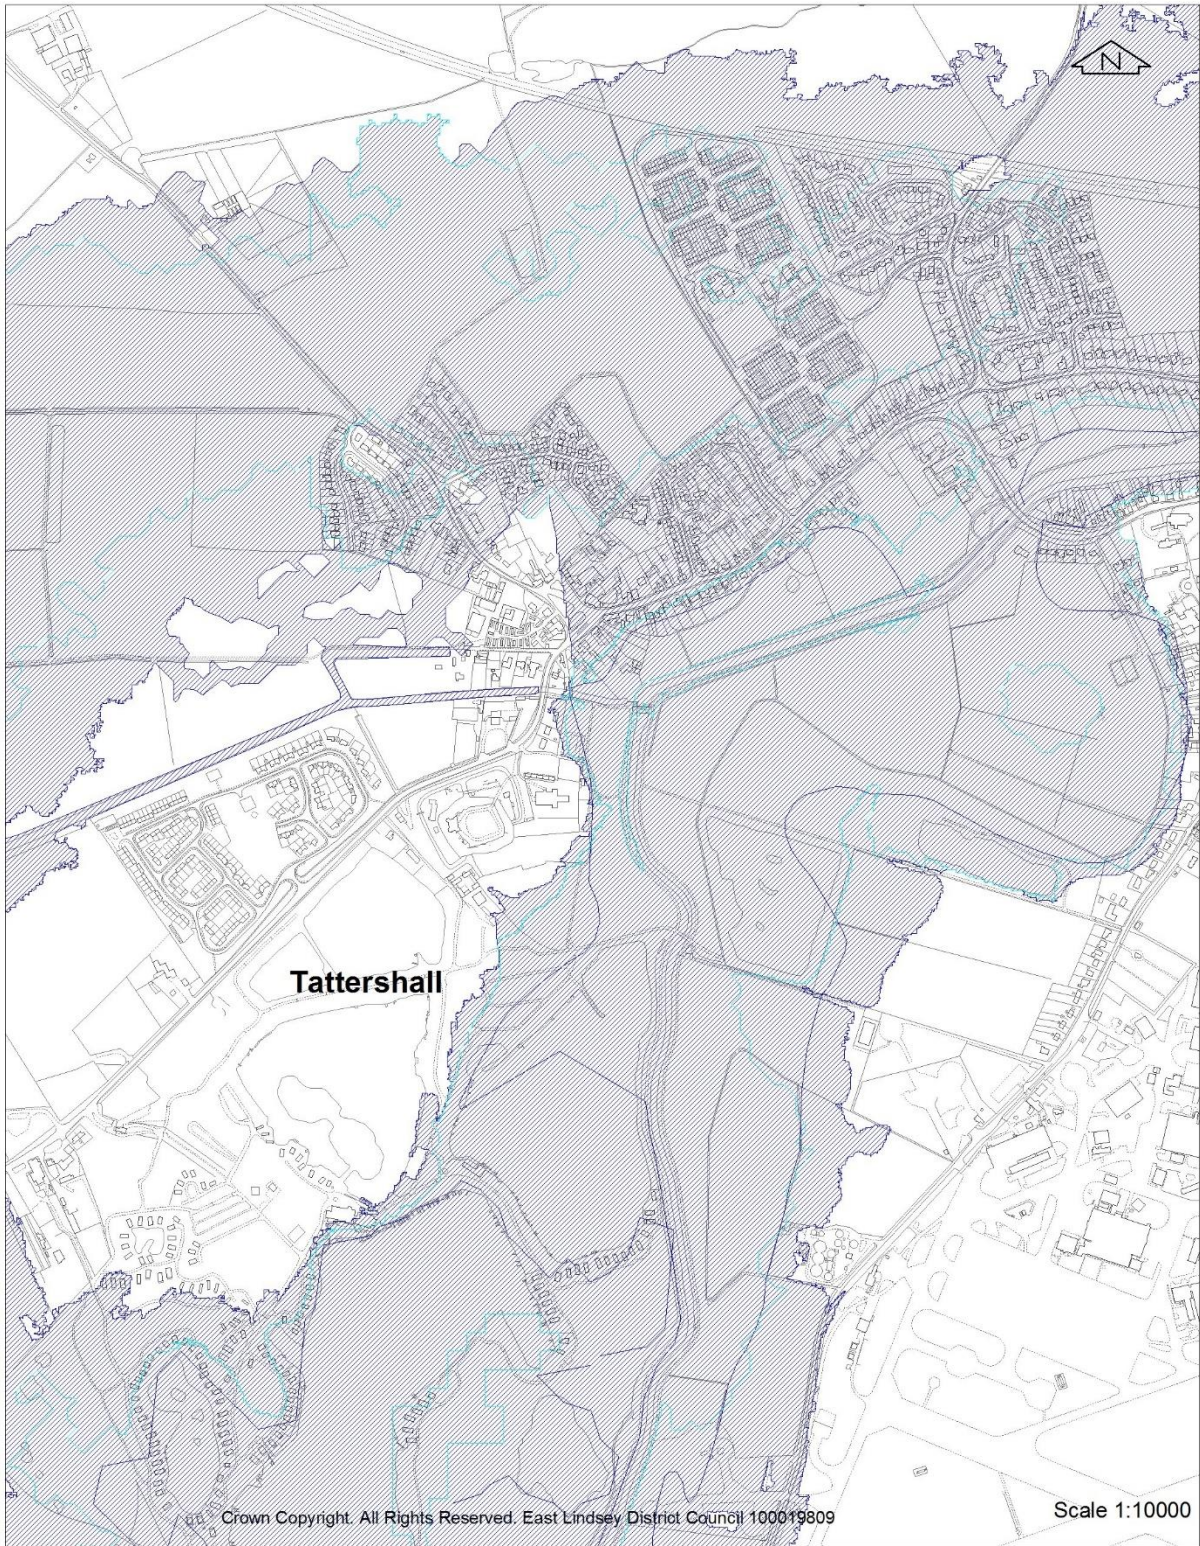 N
Tattershall
Crown Copyright. All Rights Reserved. East Lindsey District Council 100019809
Scale 1:10000